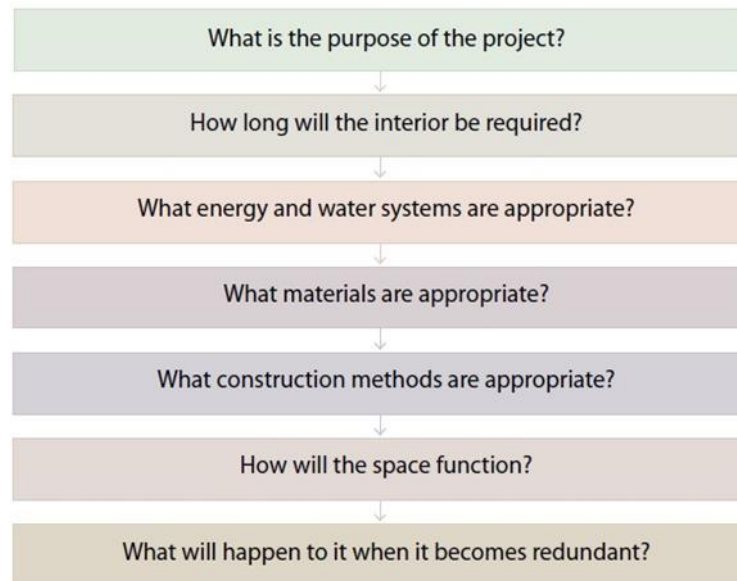 What is the purpose of the project?
How long will the interior be required?
What energy and water systems are appropriate?
What materials are appropriate?
What construction methods are appropriate?
How will the space function?
What will happen to it when it becomes redundant?